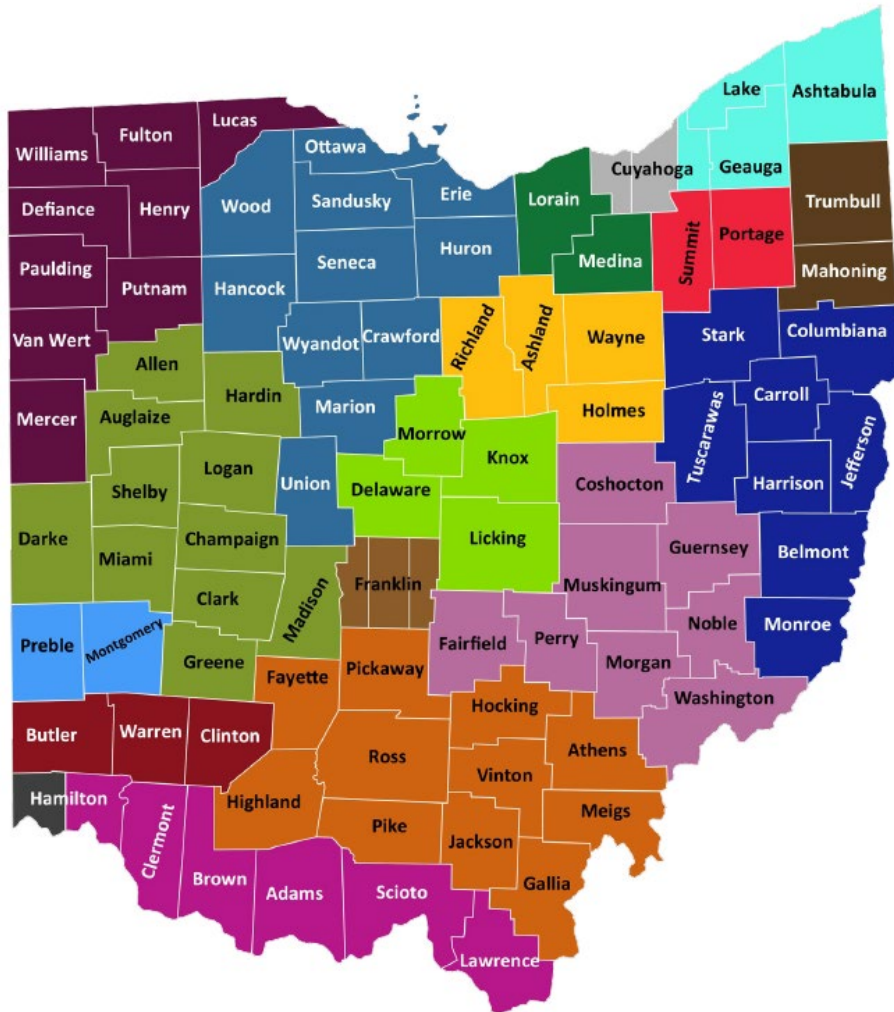 Lake
Ashtabula
Lucas
Fulton
Williams
Ottawa
Cuyahoga
Geauga
Defiance
Henry
Wood
Sandusky
Erie
Lorain
Trumbull
Summit
Portage
Paulding
Putnam
Hancock
Seneca
Huron
Medina
Mahoning
Van Wert
Allen
Wyandot
Crawford
Richland
Ashland
Wayne
Stark
Columbiana
Mercer
Auglaize
Hardin
Marion
Morrow
Holmes
Tuscarawas
Carroll
Jefferson
Shelby
Logan
Union
Delaware
Knox
Coshocton
Harrison
Darke
Miami
Champaign
Licking
Guernsey
Belmont
Clark
Madison
Franklin
Muskingum
Preble
Montgomery
Greene
Fairfield
Perry
Noble
Monroe
Fayette
Pickaway
Morgan
Washington
Butler
Warren
Clinton
Hocking
Ross
Athens
Hamilton
Clermont
Highland
Vinton
Pike
Jackson
Meigs
Brown
Adams
Scioto
Gallia
Lawrence